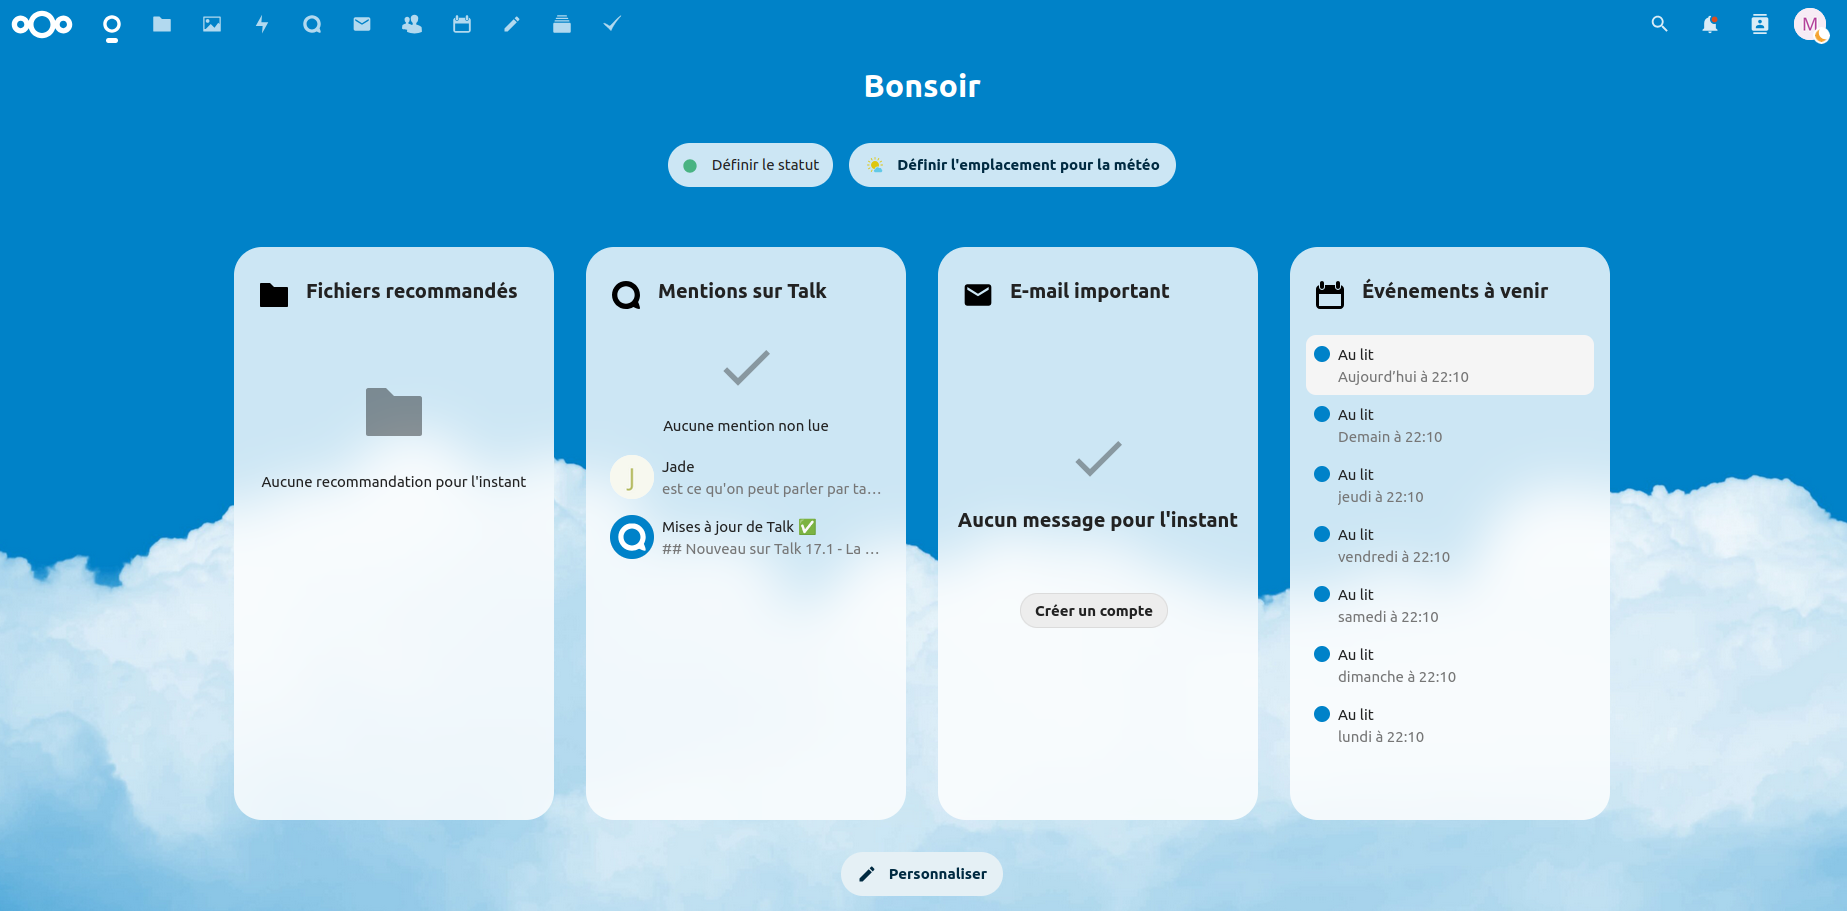 M
Bonsoir
Définir le statut
Définir l'emplacement pour la météo
Fichiers recommandés
Aucune recommandation pour l'instant
Mentions sur Talk
Aucune mention non lue
J
Jade
est ce qu'on peut parler par ta…
Mises à jour de Talk ✅
## Nouveau sur Talk 17.1 - La …
E-mail important
Aucun message pour l'instant
Créer un compte
Événements à venir
Au lit
Aujourd’hui à 22:10
Au lit
Demain à 22:10
Au lit
jeudi à 22:10
Au lit
vendredi à 22:10
Au lit
samedi à 22:10
Au lit
dimanche à 22:10
Au lit
lundi à 22:10
Personnaliser